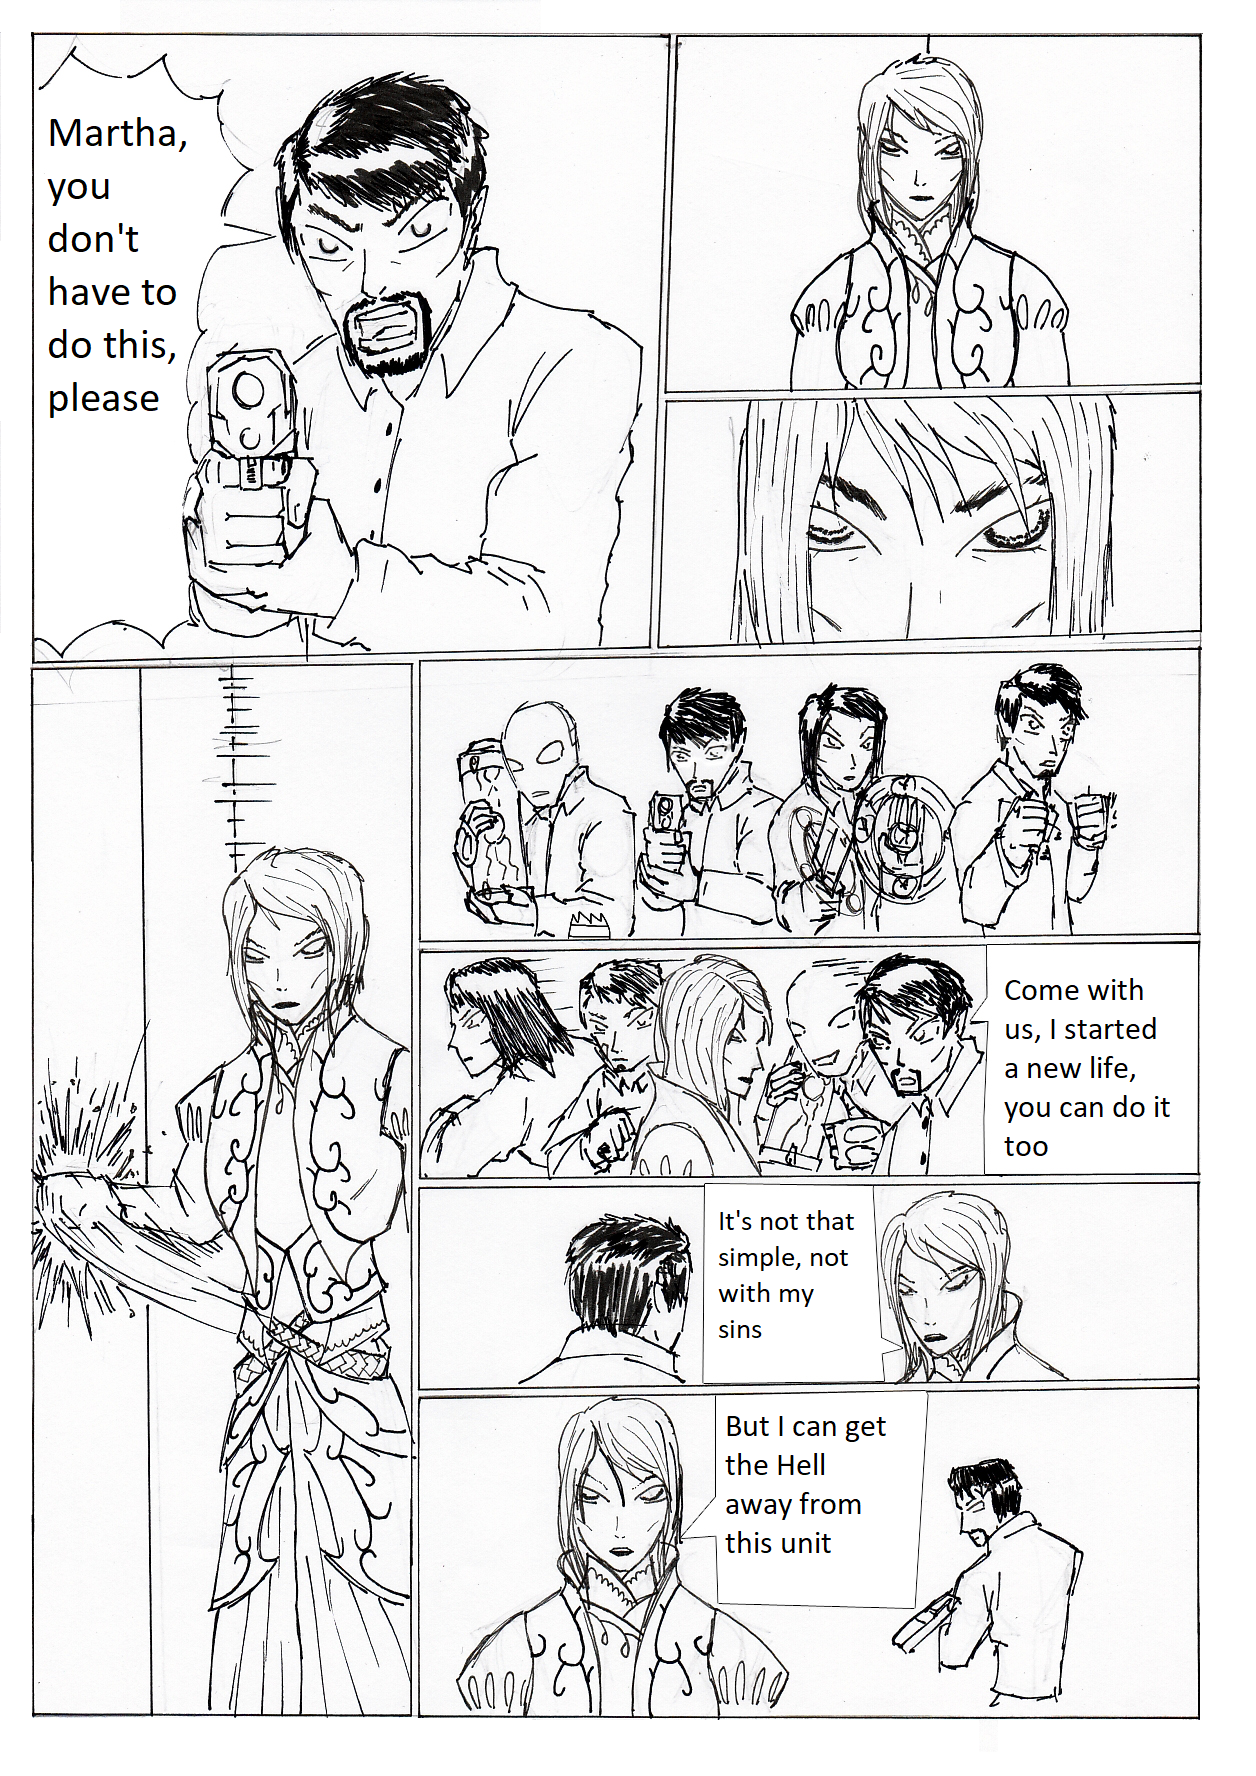 Martha,
you
don't
have to
do this,
please
Come with
us, I started
a new life,
you can do it
too
It's not that
simple, not
with my
sins
But I can get
the Hell
away from
this unit